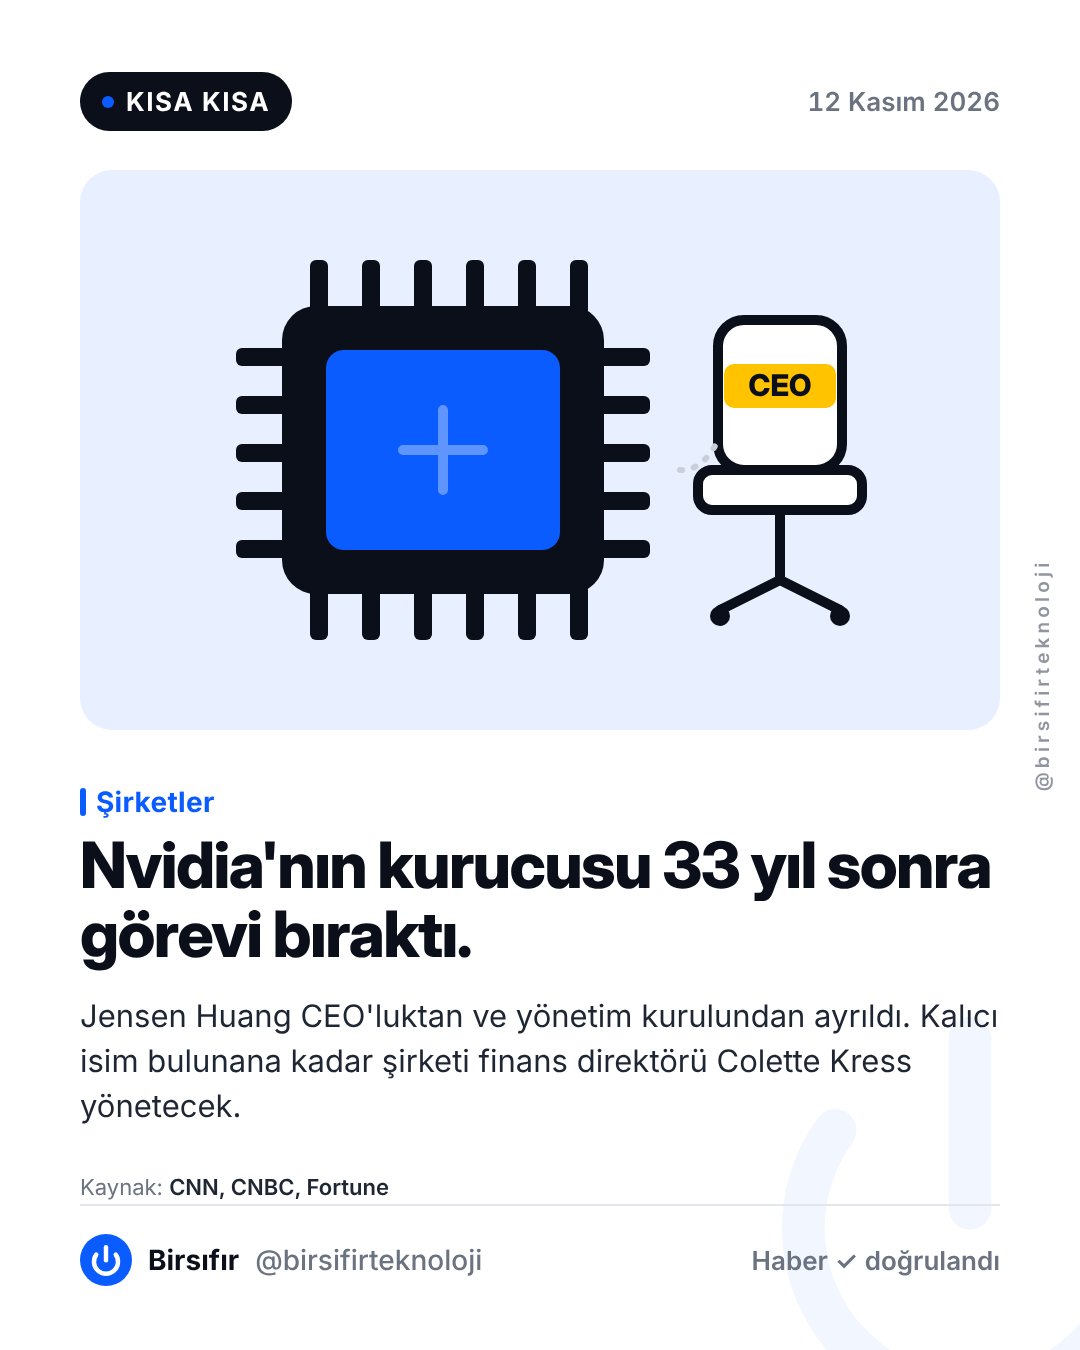 KISA KISA
12 Kasım 2026
CEO
@birsifirteknoloji
Şirketler
Nvidia'nın kurucusu 33 yıl sonra
görevi bıraktı.
Jensen Huang CEO'luktan ve yönetim kurulundan ayrıldı. Kalıcı
isim bulunana kadar şirketi finans direktörü Colette Kress
yönetecek.
Kaynak: CNN, CNBC, Fortune
Birsıfır @birsifirteknoloji
Haber ✓ doğrulandı